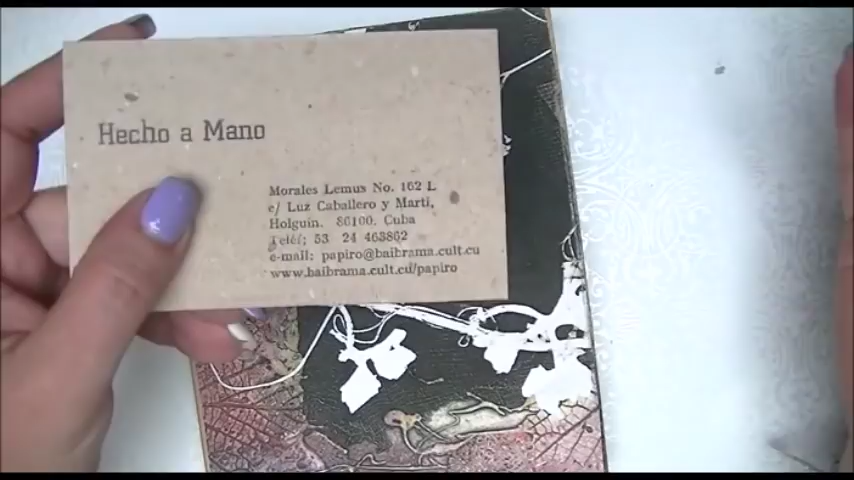 Hecho a Mano
Morales Lemus No. 162 L
e/ Luz Caballero y Martí,
Holguín. 80100. Cuba
Teléf; 53 24 463862
e-mail: papiro@baibrama.cult.cu
www.baibrama.cult.cu/papiro